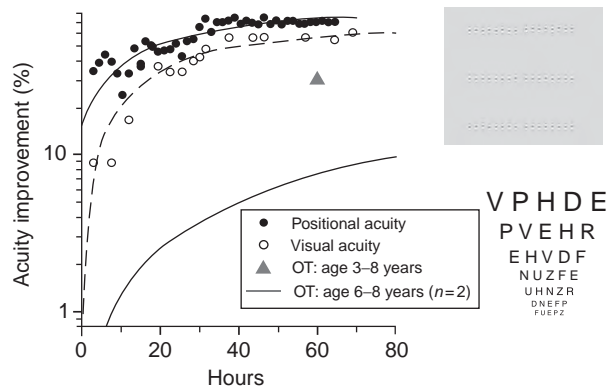 Acuity improvement (%)
10
1
Positional acuity
Visual acuity
OT: age 3–8 years
OT: age 6–8 years (n=2)
0
20
40
60
80
Hours
V P H D E
P V E H R
E H V D F
N U Z F E
U H N Z R
D N E F P
F U E P Z